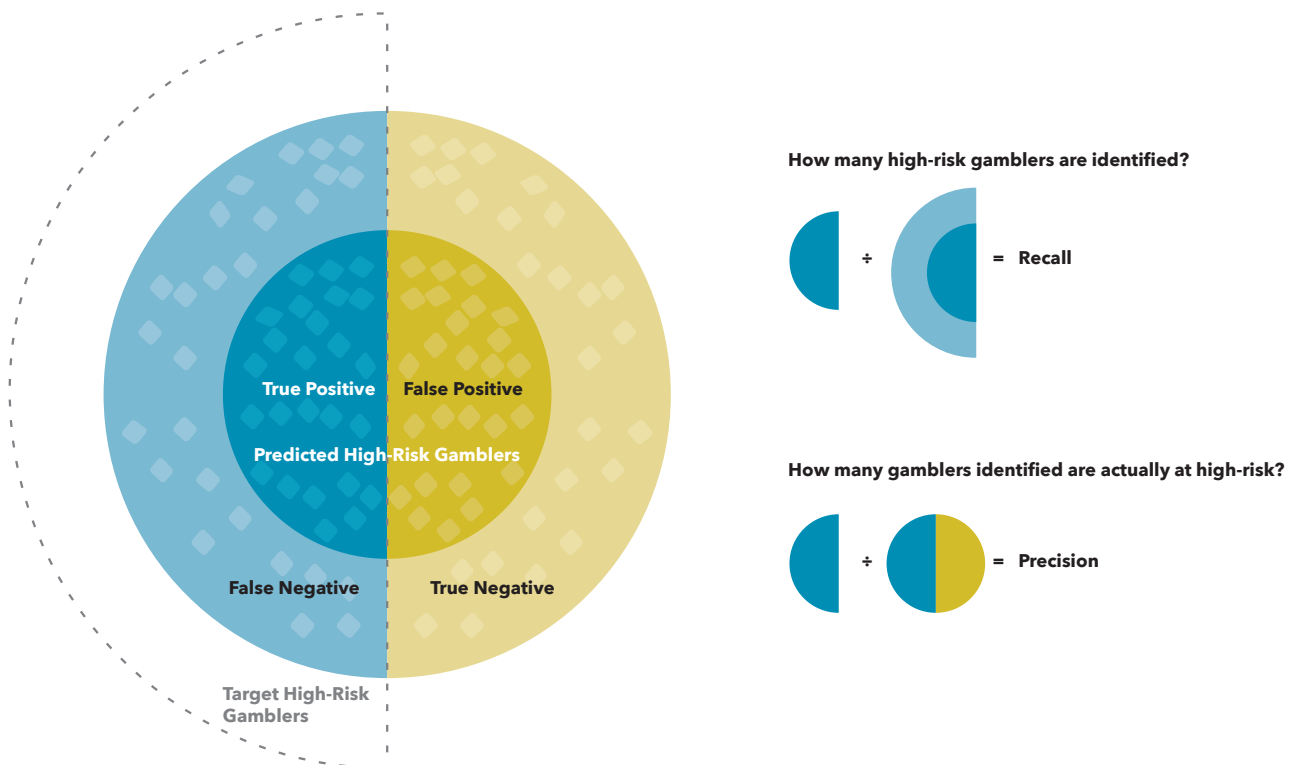 True Positive
False Positive
Predicted High-Risk Gamblers
False Negative
True Negative
Target High-Risk
Gamblers
How many high-risk gamblers are identified?
÷
= Recall
How many gamblers identified are actually at high-risk?
÷
= Precision